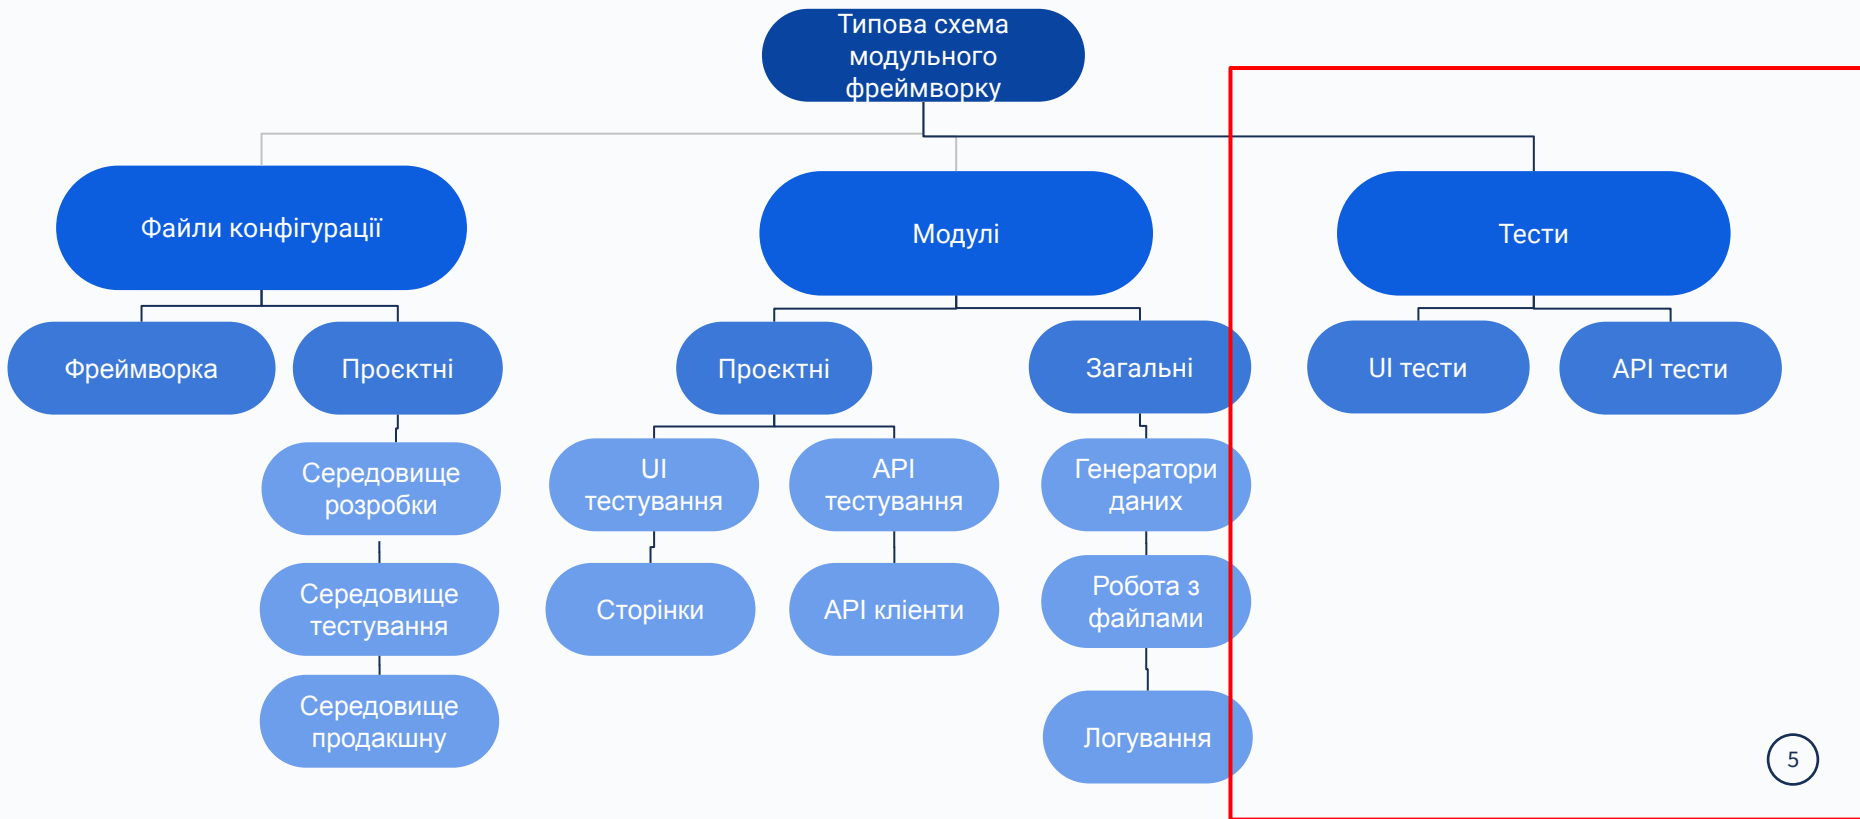 Типова схема
модульного
фреймворку
Файли конфігурації
Модулі
Тести
Фреймворка
Проєктні
Проєктні
Загальні
UI тести
API тести
Середовище
розробки
UI
тестування
API
тестування
Генератори
даних
Середовище
тестування
Сторінки
API клієнти
Робота з
файлами
Середовище
продакшну
Логування
5